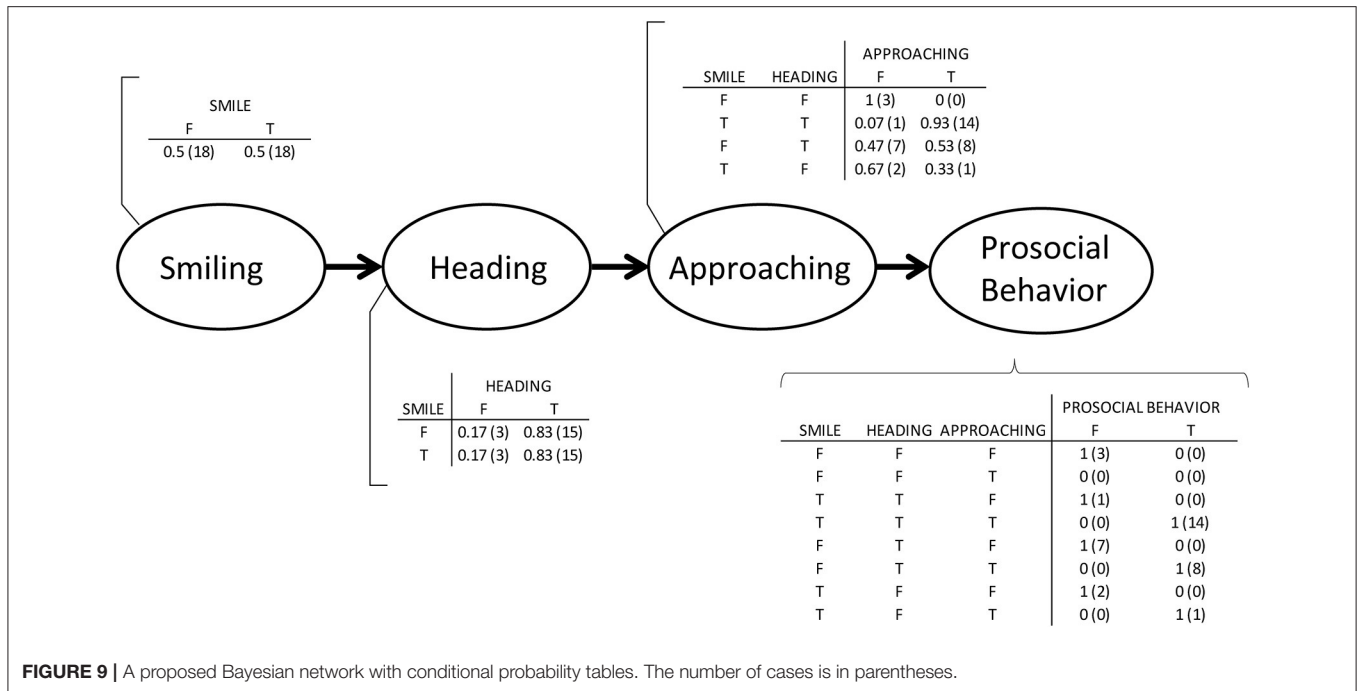 APPROACHING
SMILE HEADING F T
F F 1 (3) 0 (0)
T T 0.07 (1) 0.93 (14)
F T 0.47 (7) 0.53 (8)
T F 0.67 (2) 0.33 (1)
SMILE
F T
0.5 (18) 0.5 (18)
Smiling
Heading
Approaching
Prosocial
Behavior
HEADING
SMILE F T
F 0.17 (3) 0.83 (15)
T 0.17 (3) 0.83 (15)
PROSOCIAL BEHAVIOR
SMILE HEADING APPROACHING F T
F F F 1 (3) 0 (0)
F F T 0 (0) 0 (0)
T T F 1 (1) 0 (0)
T T T 0 (0) 1 (14)
F T F 1 (7) 0 (0)
F T T 0 (0) 1 (8)
T F F 1 (2) 0 (0)
T F T 0 (0) 1 (1)
FIGURE 9 | A proposed Bayesian network with conditional probability tables. The number of cases is in parentheses.